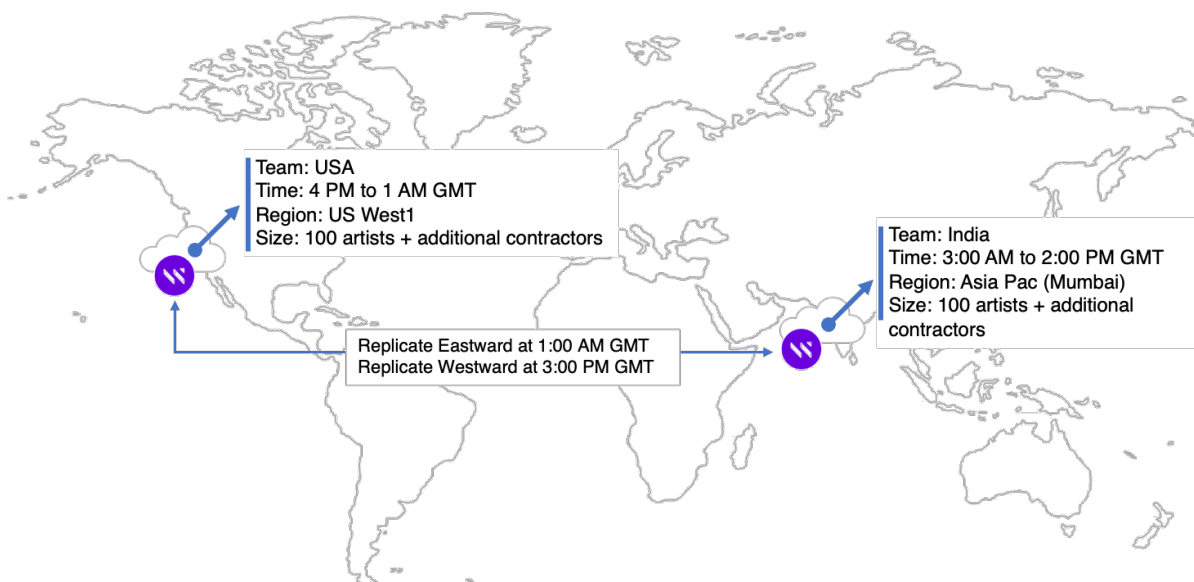 Team: USA
Time: 4 PM to 1 AM GMT
Region: US West1
Size: 100 artists + additional contractors
Team: India
Time: 3:00 AM to 2:00 PM GMT
Region: Asia Pac (Mumbai)
Size: 100 artists + additional
contractors
Replicate Eastward at 1:00 AM GMT
Replicate Westward at 3:00 PM GMT